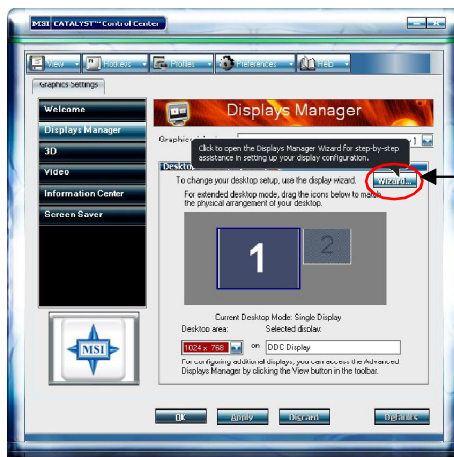 MSI CATALYST™ Control Center
View Hotkeys Profiles Preferences Help
Graphics Settings
Welcome
Displays Manager
3D
Video
Information Center
Screen Saver
MSI
Displays Manager
Click to open the Displays Manager Wizard for step-by-step
assistance in setting up your display configuration.
To change your desktop setup, use the display wizard.
Wizard...
For extended desktop mode, drag the icons below to match
the physical arrangement of your desktop.
1
2
Current Desktop Mode: Single Display
Desktop area: Selected display:
1024 x 768 on DDC Display
For configuring additional displays, you can access the Advanced
Displays Manager by clicking the View button in the toolbar.
OK Apply Discard Defaults